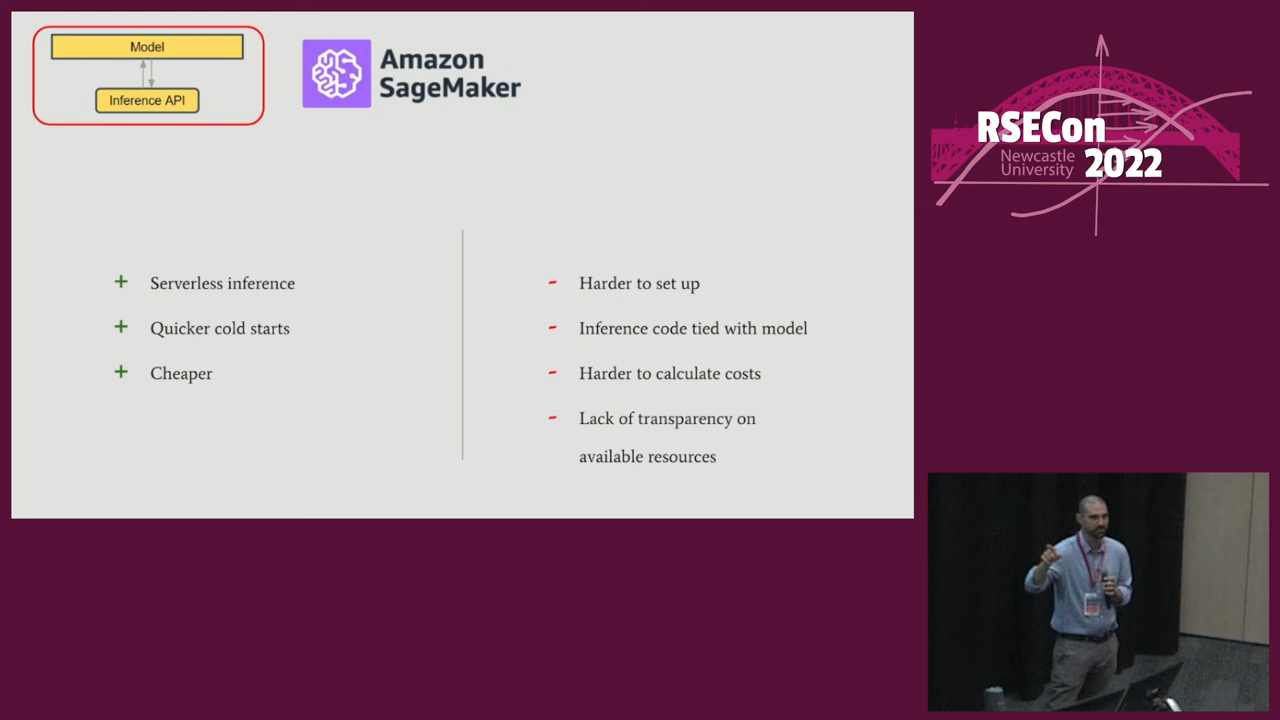 Model
Inference API
Amazon
SageMaker
+ Serverless inference
+ Quicker cold starts
+ Cheaper
- Harder to set up
- Inference code tied with model
- Harder to calculate costs
- Lack of transparency on
available resources
RSECon
Newcastle
University
2022